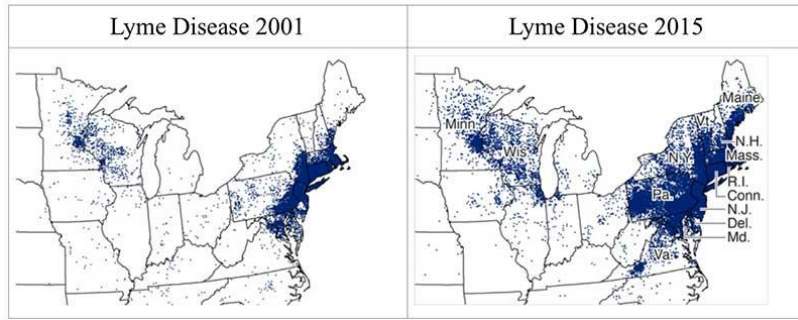 Lyme Disease 2001
Lyme Disease 2015
Maine
Minn.
Vt.
Wis.
N.H.
N.Y.
Mass.
R.I.
Pa.
Conn.
N.J.
Del.
Md.
Va.